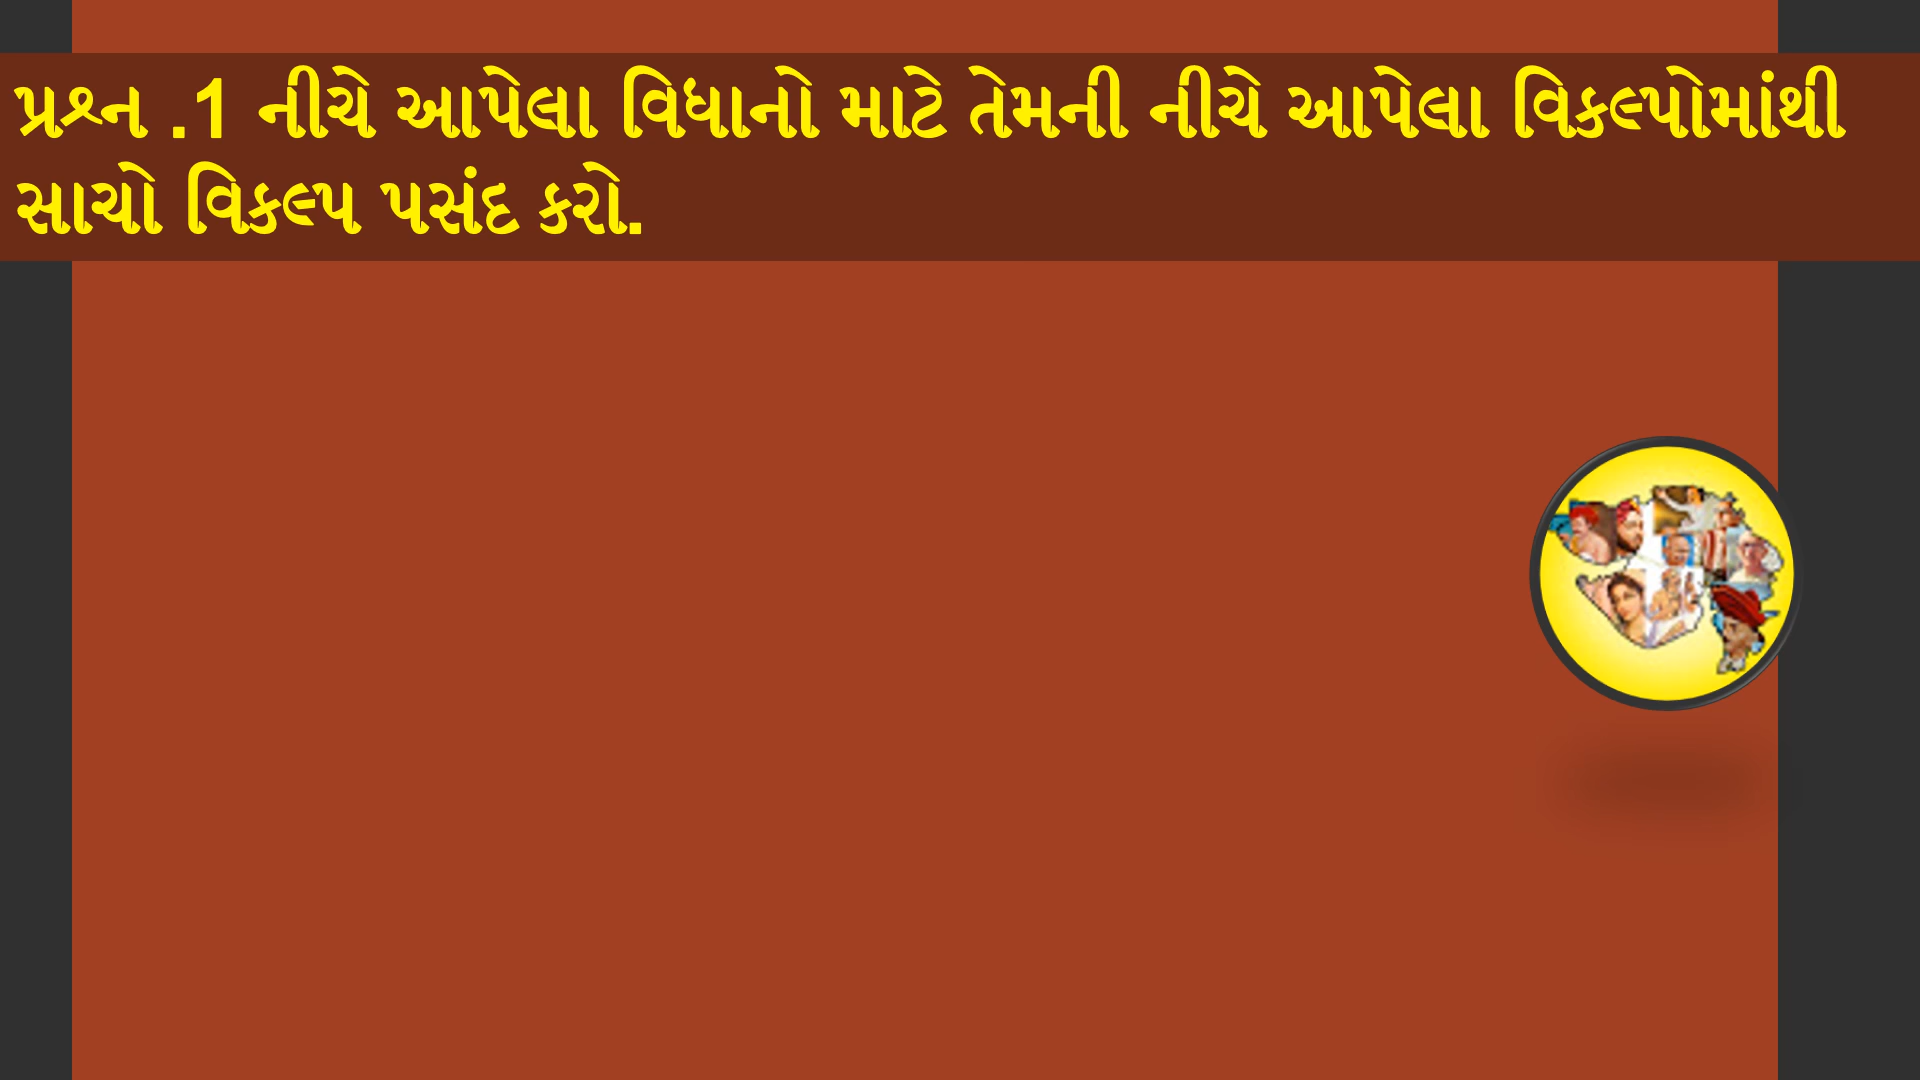 પ્રશ્ન .1 નીચે આપેલા વિધાનો માટે તેમની નીચે આપેલા વિકલ્પોમાંથી
સાચો વિકલ્પ પસંદ કરો.